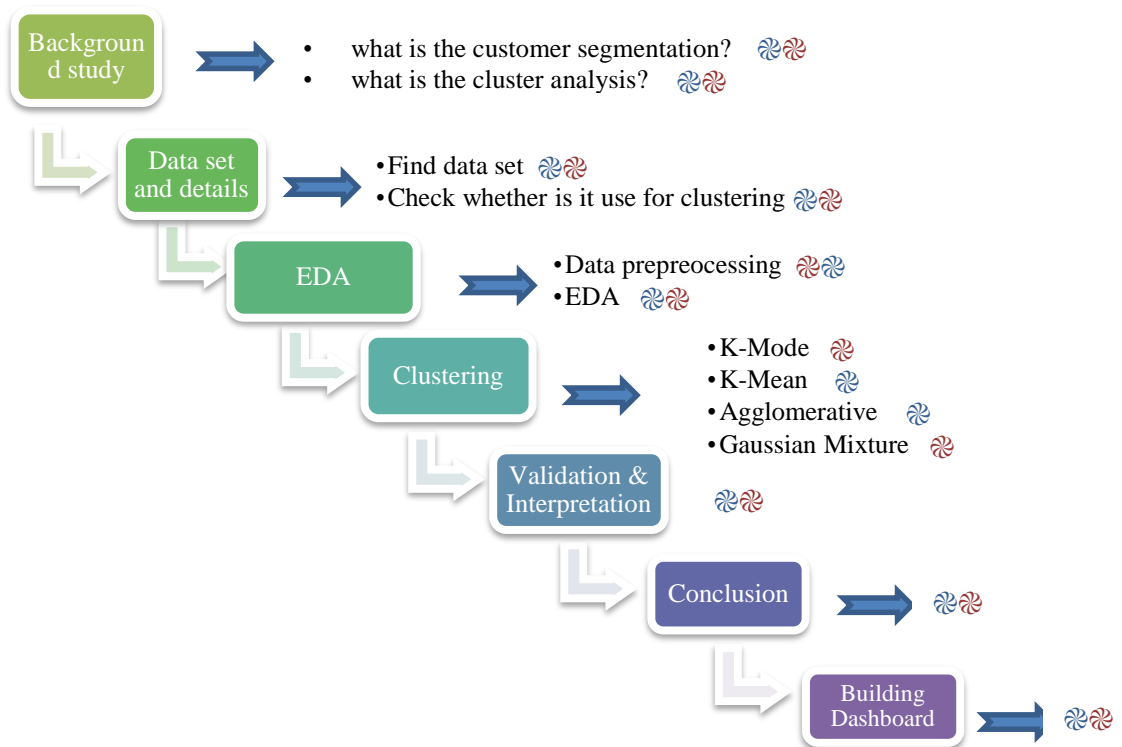 Backgroun
d study
• what is the customer segmentation?
• what is the cluster analysis?
Data set
and details
•Find data set
•Check whether is it use for clustering
EDA
•Data prepreocessing
•EDA
Clustering
•K-Mode
•K-Mean
•Agglomerative
•Gaussian Mixture
Validation &
Interpretation
Conclusion
Building
Dashboard